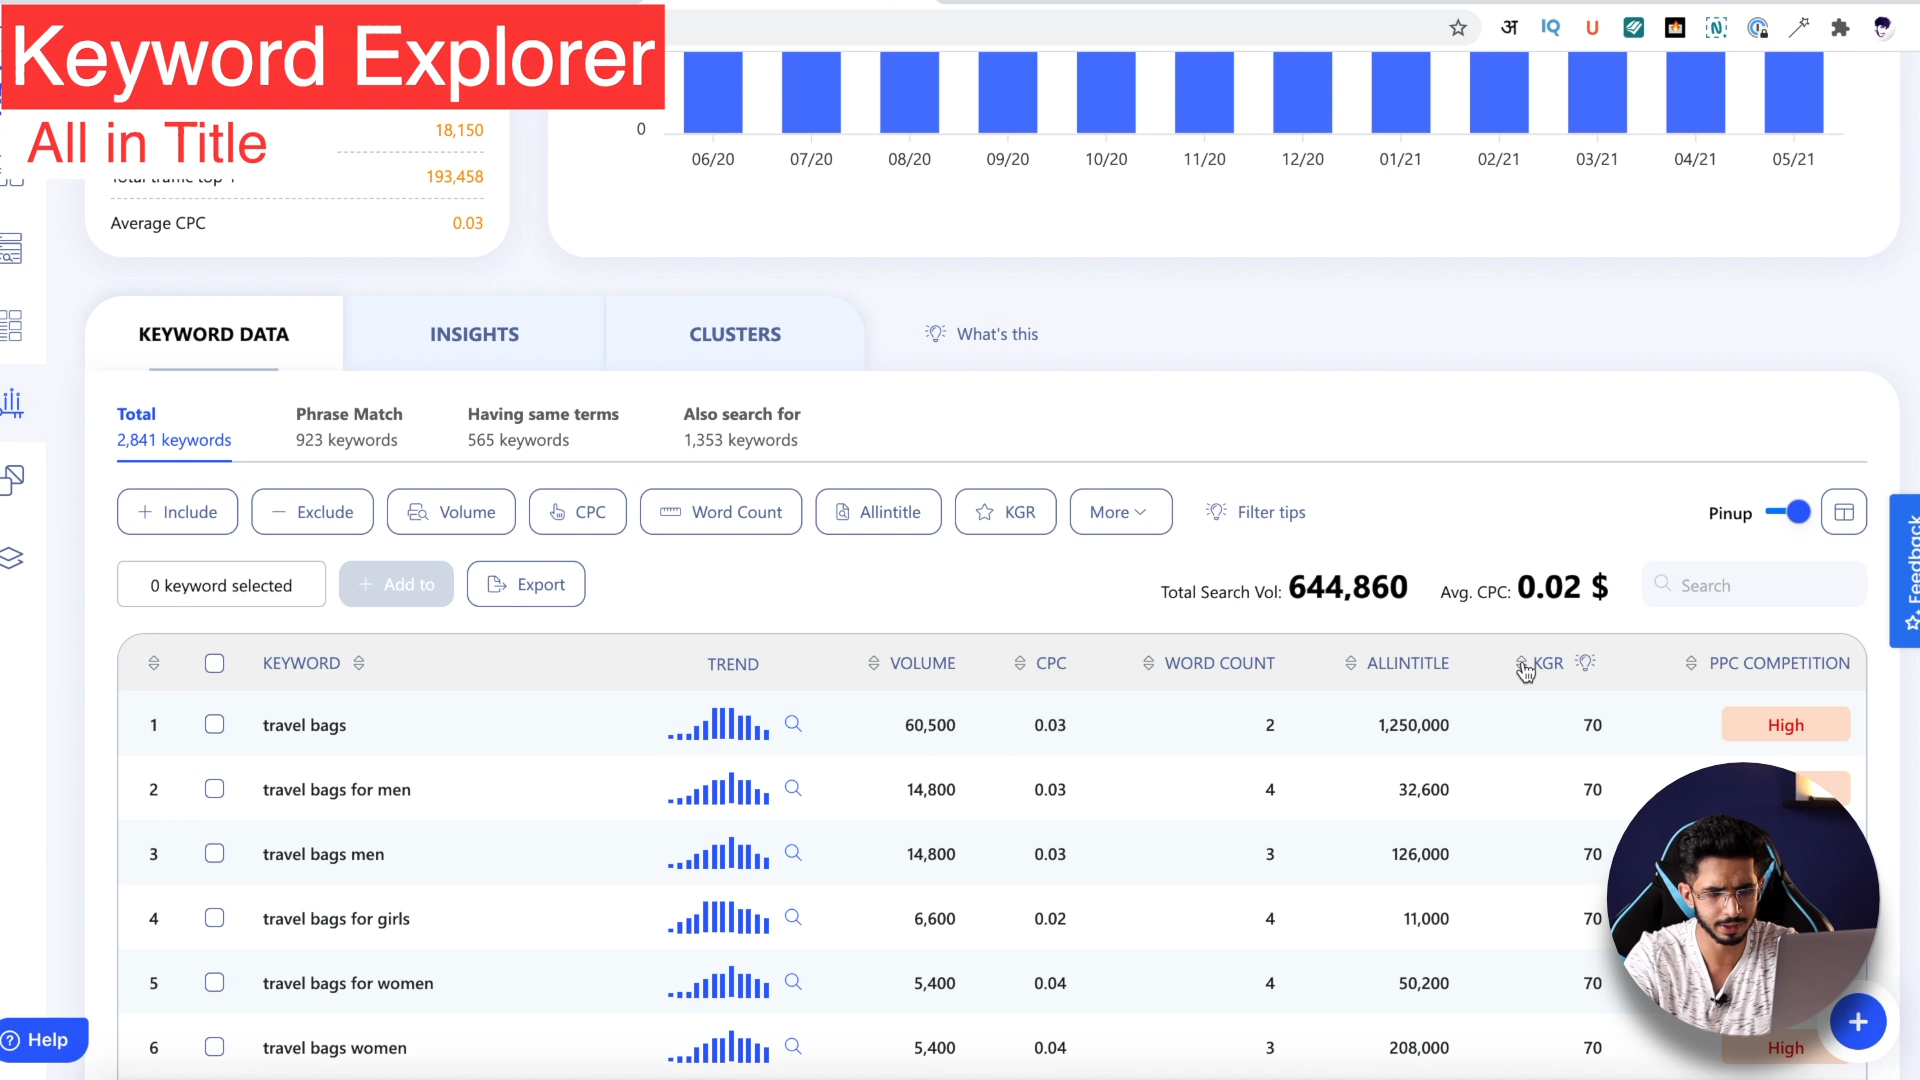 Keyword Explorer
All in Title
अ IQ U N
18,150
193,458
Average CPC 0.03
0
06/20 07/20 08/20 09/20 10/20 11/20 12/20 01/21 02/21 03/21 04/21 05/21
KEYWORD DATA INSIGHTS CLUSTERS What's this
Total Phrase Match Having same terms Also search for
2,841 keywords 923 keywords 565 keywords 1,353 keywords
+ Include − Exclude Volume CPC Word Count Allintitle KGR More Filter tips Pinup
Feedback
0 keyword selected + Add to Export Total Search Vol: 644,860 Avg. CPC: 0.02 $ Search
KEYWORD TREND VOLUME CPC WORD COUNT ALLINTITLE KGR PPC COMPETITION
1 travel bags 60,500 0.03 2 1,250,000 70 High
2 travel bags for men 14,800 0.03 4 32,600 70
3 travel bags men 14,800 0.03 3 126,000 70
4 travel bags for girls 6,600 0.02 4 11,000 70
5 travel bags for women 5,400 0.04 4 50,200 70
6 travel bags women 5,400 0.04 3 208,000 70 High
? Help
+